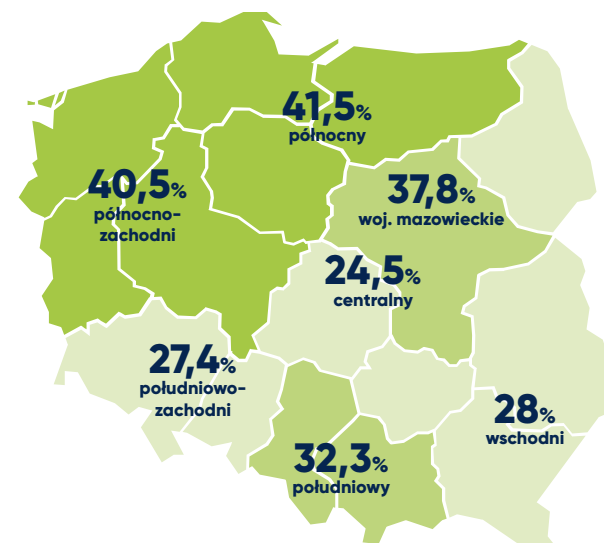 41,5%
północny
40,5%
północno-
zachodni
37,8%
woj. mazowieckie
24,5%
centralny
27,4%
południowo-
zachodni
28%
wschodni
32,3%
południowy